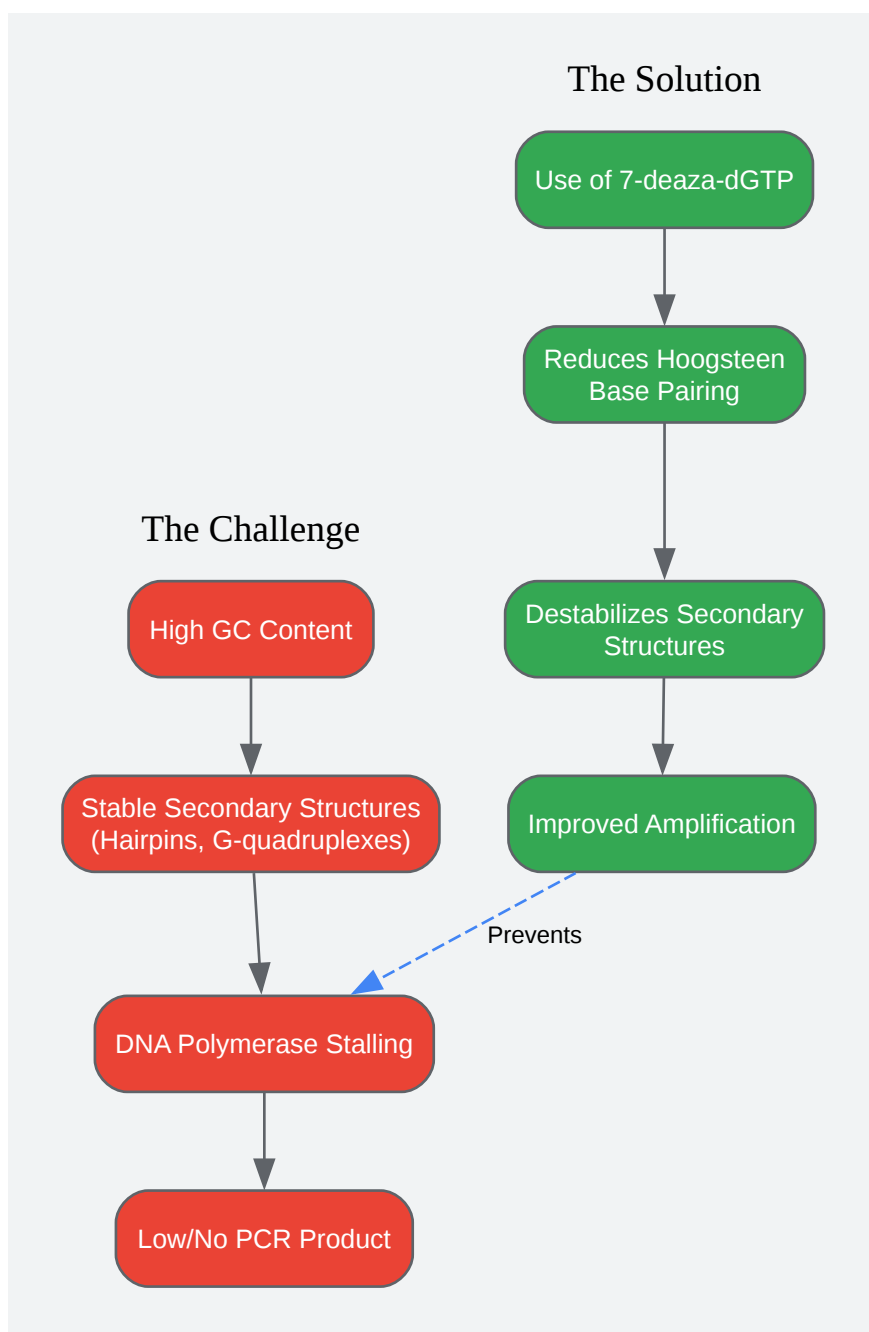 The Solution
Use of 7-deaza-dGTP
Reduces Hoogsteen
Base Pairing
Destabilizes Secondary
Structures
Improved Amplification
Prevents
The Challenge
High GC Content
Stable Secondary Structures
(Hairpins, G-quadruplexes)
DNA Polymerase Stalling
Low/No PCR Product